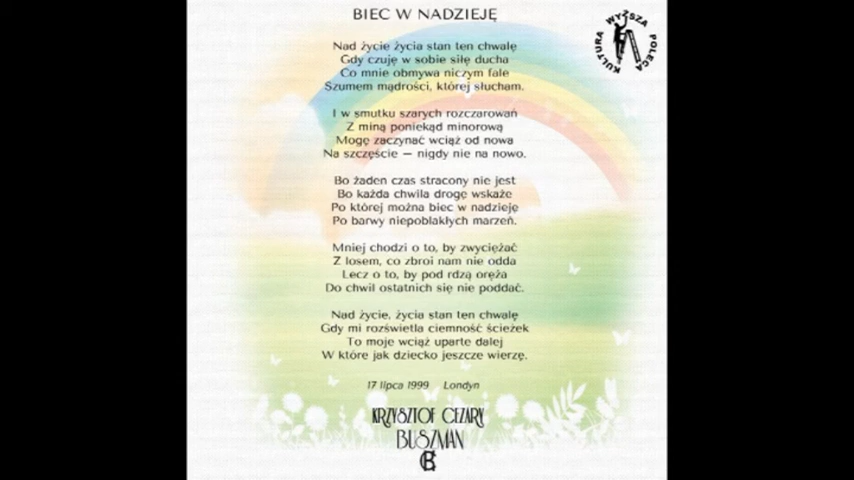 BIEC W NADZIEJĘ
KULTURA WYŻSZA POLECA
Nad życie życia stan ten chwalę
Gdy czuję w sobie siłę ducha
Co mnie obmywa niczym fale
Szumem mądrości, której słucham.
I w smutku szarych rozczarowań
Z miną poniekąd minorową
Mogę zaczynać wciąż od nowa
Na szczęście – nigdy nie na nowo.
Bo żaden czas stracony nie jest
Bo każda chwila drogę wskaże
Po której można biec w nadzieję
Po barwy niepoblakłych marzeń.
Mniej chodzi o to, by zwyciężać
Z losem, co zbroi nam nie odda
Lecz o to, by pod rdzą oręża
Do chwil ostatnich się nie poddać.
Nad życie, życia stan ten chwalę
Gdy mi rozświetla ciemność ścieżek
To moje wciąż uparte dalej
W które jak dziecko jeszcze wierzę.
17 lipca 1999 Londyn
KRZYSZTOF CEZARY
BUSZMAN